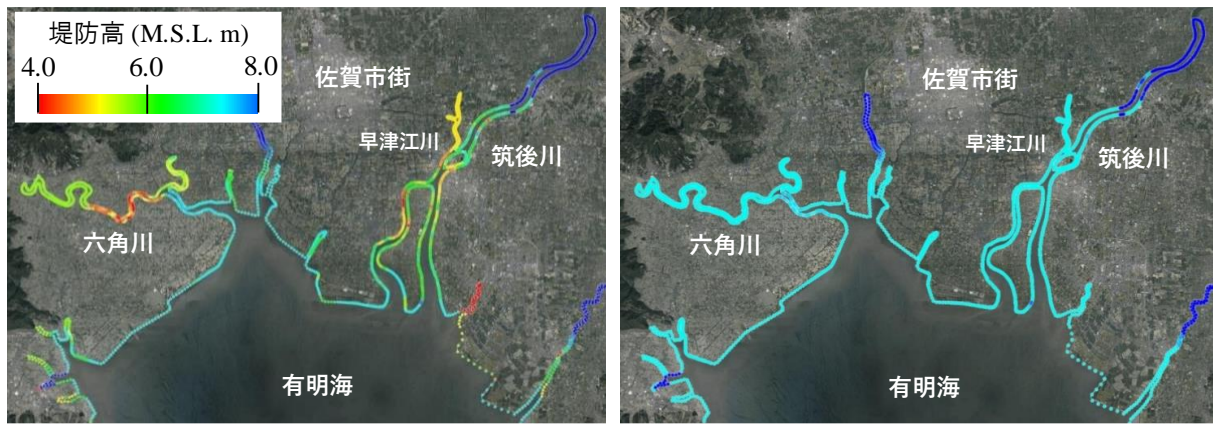 堤防高 (M.S.L. m)
4.0 6.0 8.0
佐賀市街
早津江川
筑後川
六角川
有明海
佐賀市街
早津江川
筑後川
六角川
有明海